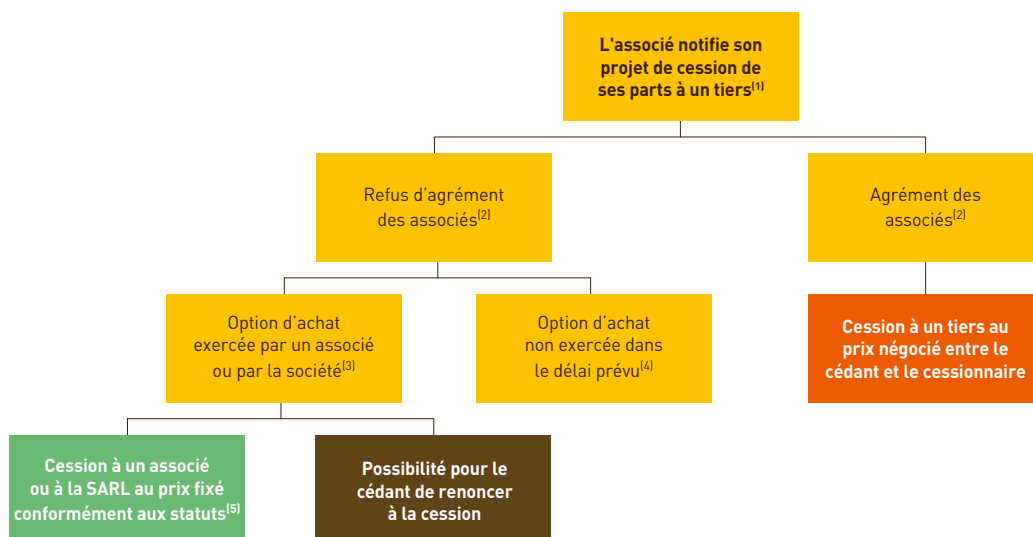 L'associé notifie son
projet de cession de
ses parts à un tiers(1)
Refus d'agrément
des associés(2)
Agrément des
associés(2)
Option d'achat
exercée par un associé
ou par la société(3)
Option d'achat
non exercée dans
le délai prévu(4)
Cession à un tiers au
prix négocié entre le
cédant et le cessionnaire
Cession à un associé
ou à la SARL au prix fixé
conformément aux statuts(5)
Possibilité pour le
cédant de renoncer
à la cession